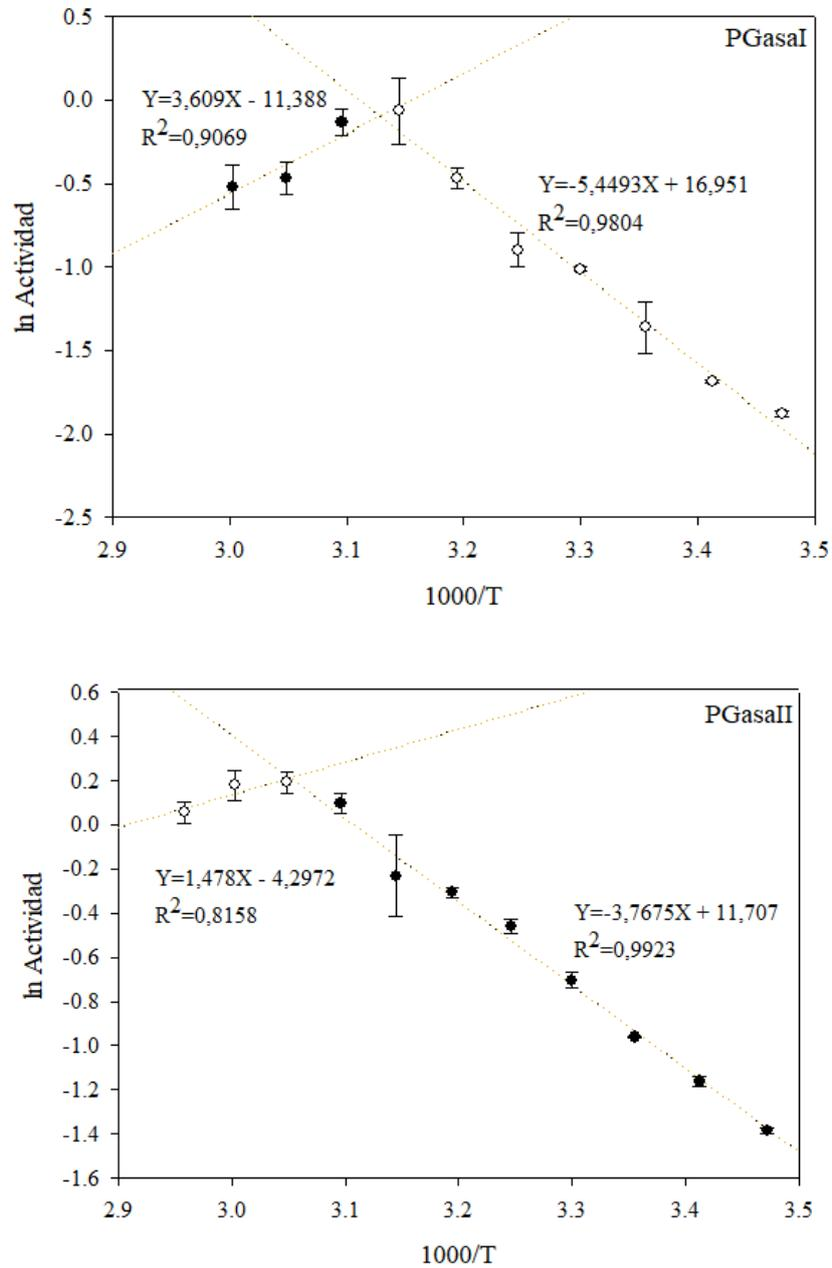 PGasaI
0.5
0.0
-0.5
-1.0
-1.5
-2.0
-2.5
ln Actividad
Y=3,609X - 11,388
R2=0,9069
Y=-5,4493X + 16,951
R2=0,9804
2.9 3.0 3.1 3.2 3.3 3.4 3.5
1000/T
PGasaII
0.6
0.4
0.2
0.0
-0.2
-0.4
-0.6
-0.8
-1.0
-1.2
-1.4
-1.6
ln Actividad
Y=1,478X - 4,2972
R2=0,8158
Y=-3,7675X + 11,707
R2=0,9923
2.9 3.0 3.1 3.2 3.3 3.4 3.5
1000/T